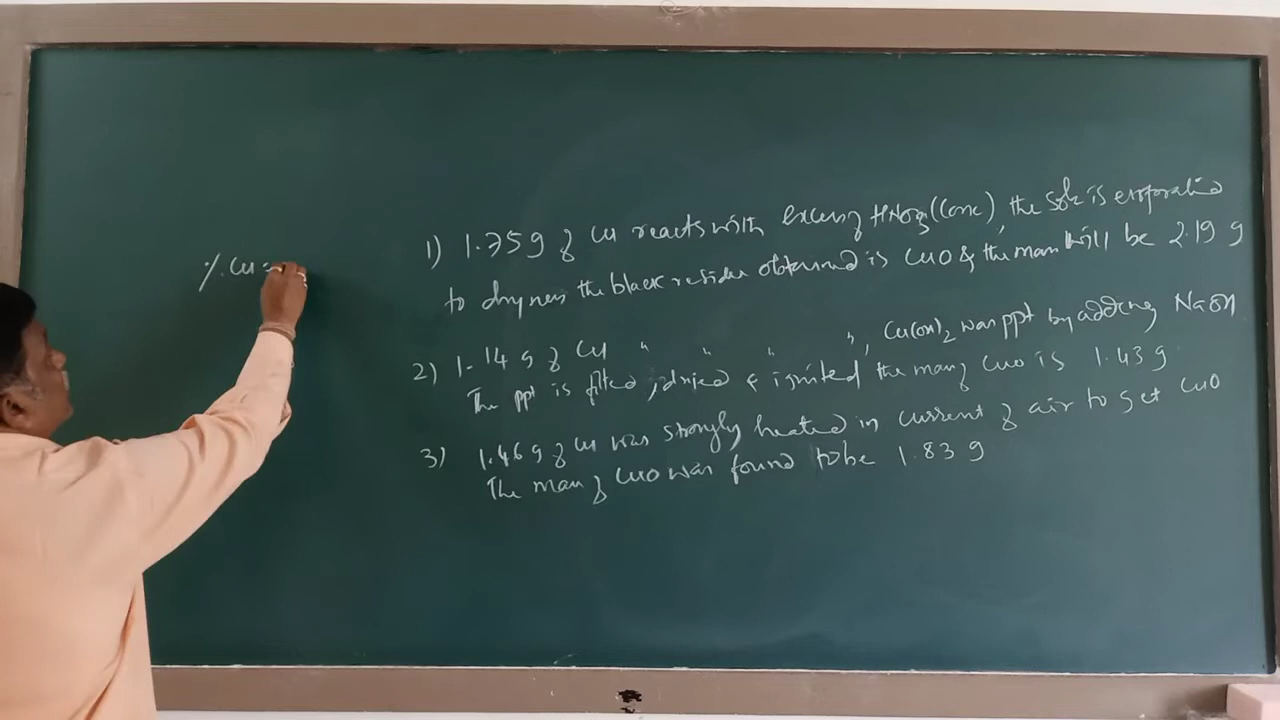 % Cu =
1) 1.759 g Cu reacts with excess HNO3 (Conc), the soln is evaporated
to dryness the black residue obtained is CuO & the mass will be 2.19 g
2) 1.14 g of Cu " " " ", Cu(OH)2 was ppt by adding NaOH
The ppt is filtered, dried & ignited the mass of CuO is 1.43 g
3) 1.46 g of Cu was strongly heated in current of air to get CuO
The mass of CuO was found to be 1.83 g